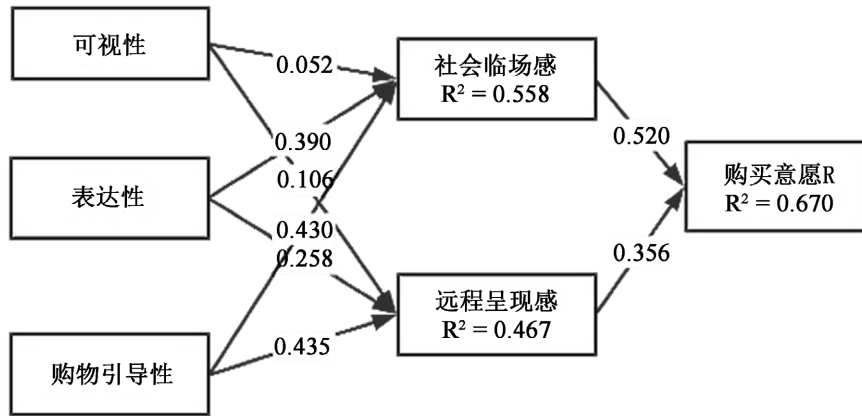 可视性
社会临场感
R² = 0.558
0.052
0.390
0.520
表达性
0.106
购买意愿R
R² = 0.670
0.430
0.258
0.356
远程呈现感
R² = 0.467
购物引导性
0.435